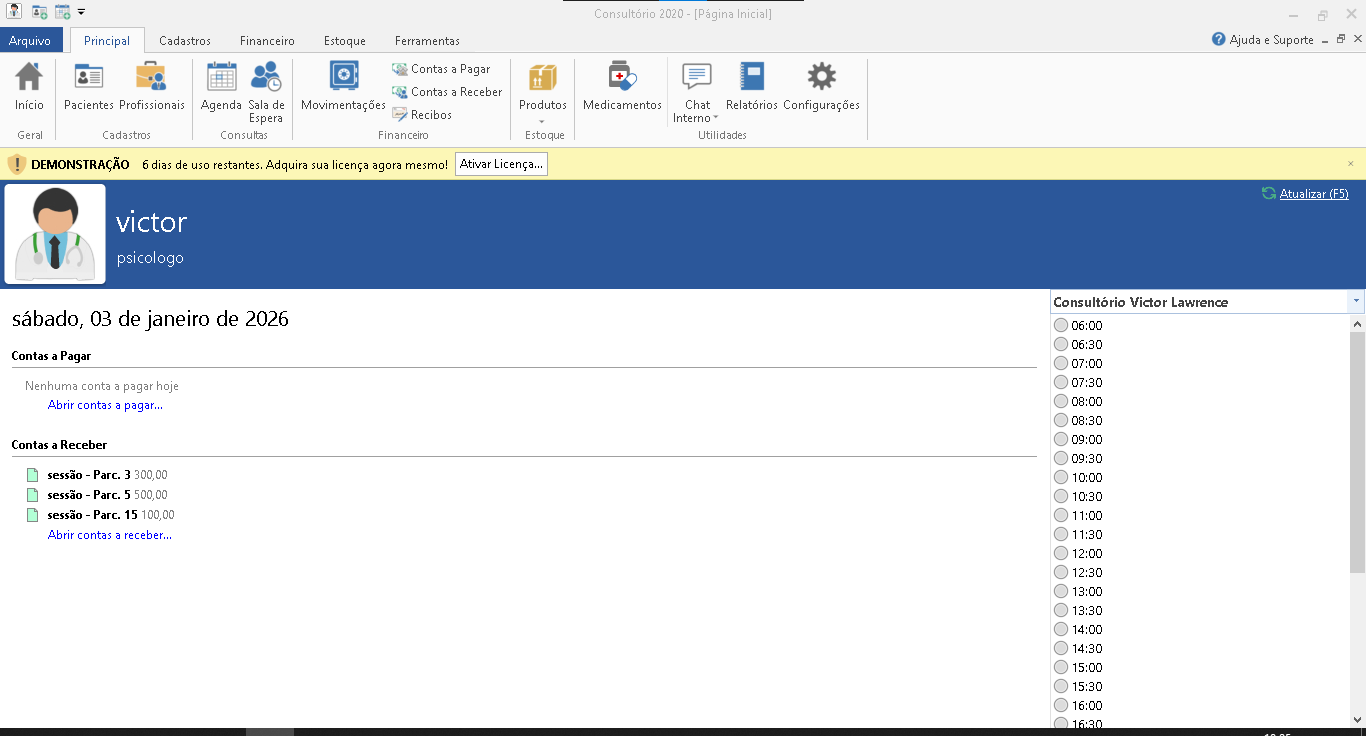 Consultório 2020 - [Página Inicial]
Arquivo Principal Cadastros Financeiro Estoque Ferramentas Ajuda e Suporte
Início
Geral
Pacientes Profissionais
Cadastros
Agenda Sala de Espera
Consultas
Movimentações
Contas a Pagar
Contas a Receber
Recibos
Financeiro
Produtos
Estoque
Medicamentos
Chat Interno
Relatórios
Configurações
Utilidades
DEMONSTRAÇÃO 6 dias de uso restantes. Adquira sua licença agora mesmo! Ativar Licença...
Atualizar (F5)
victor
psicologo
sábado, 03 de janeiro de 2026
Contas a Pagar
Nenhuma conta a pagar hoje
Abrir contas a pagar...
Contas a Receber
sessão - Parc. 3 300,00
sessão - Parc. 5 500,00
sessão - Parc. 15 100,00
Abrir contas a receber...
Consultório Victor Lawrence
06:00
06:30
07:00
07:30
08:00
08:30
09:00
09:30
10:00
10:30
11:00
11:30
12:00
12:30
13:00
13:30
14:00
14:30
15:00
15:30
16:00
16:30